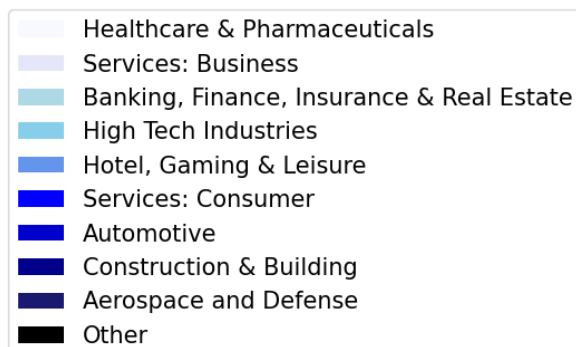 Healthcare & Pharmaceuticals
Services: Business
Banking, Finance, Insurance & Real Estate
High Tech Industries
Hotel, Gaming & Leisure
Services: Consumer
Automotive
Construction & Building
Aerospace and Defense
Other